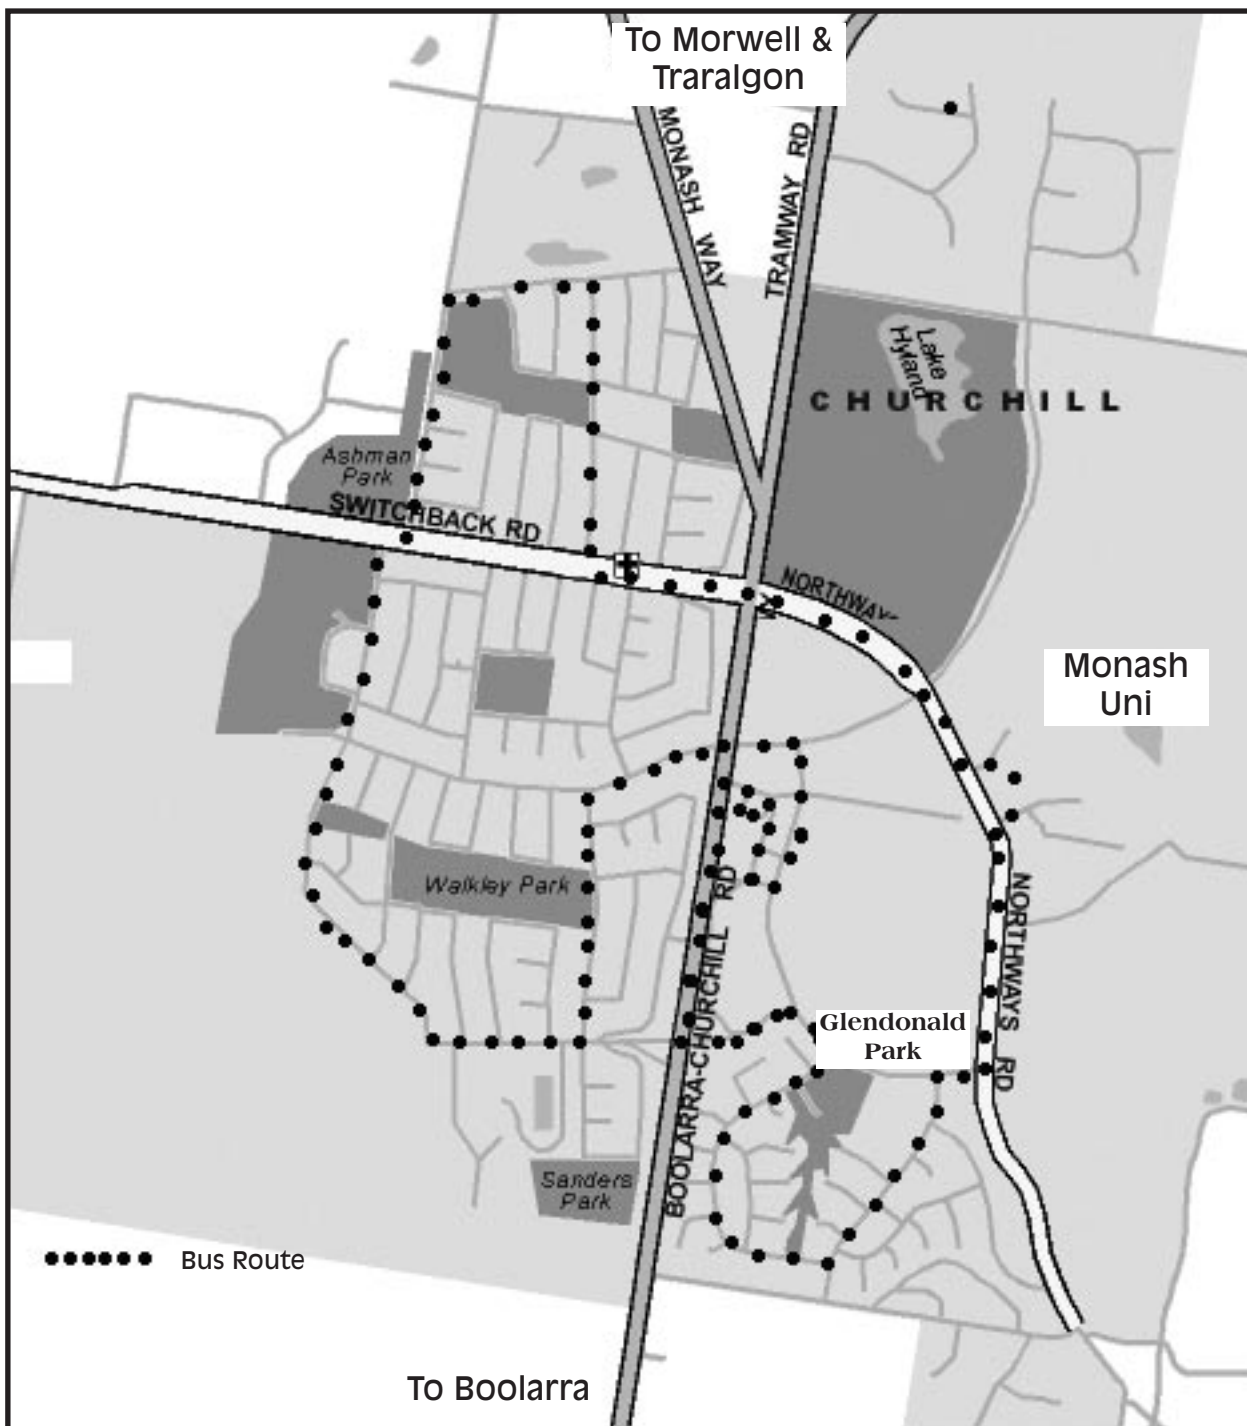 To Morwell &
Traralgon
MONASH WAY
TRAMWAY RD
Lake
Hyland
CHURCHILL
Ashman
Park
SWITCHBACK RD
NORTHWAY
Monash
Uni
Walkley Park
BOOLARRA-CHURCHILL RD
NORTHWAYS RD
Glendonald
Park
Sanders
Park
Bus Route
To Boolarra